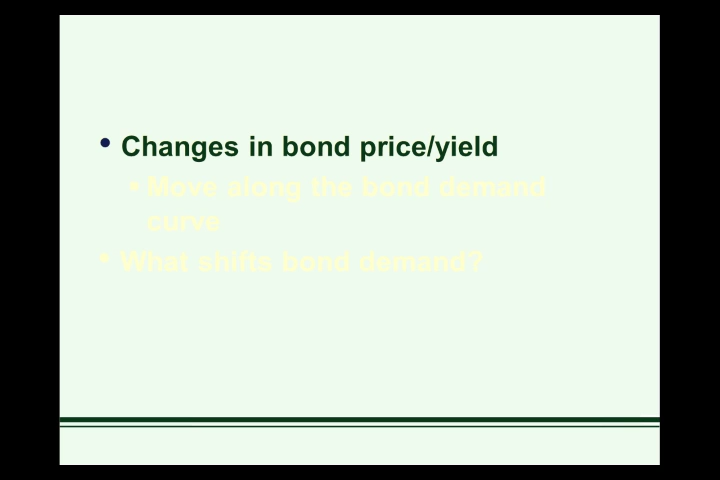 • Changes in bond price/yield
• Move along the bond demand
curve
• What shifts bond demand?